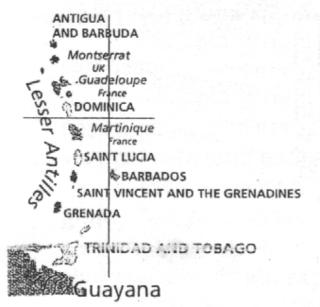 ANTIGUA
AND BARBUDA
Montserrat
UK
Guadeloupe
France
DOMINICA
Lesser Antilles
Martinique
France
SAINT LUCIA
BARBADOS
SAINT VINCENT AND THE GRENADINES
GRENADA
TRINIDAD AND TOBAGO
Guayana